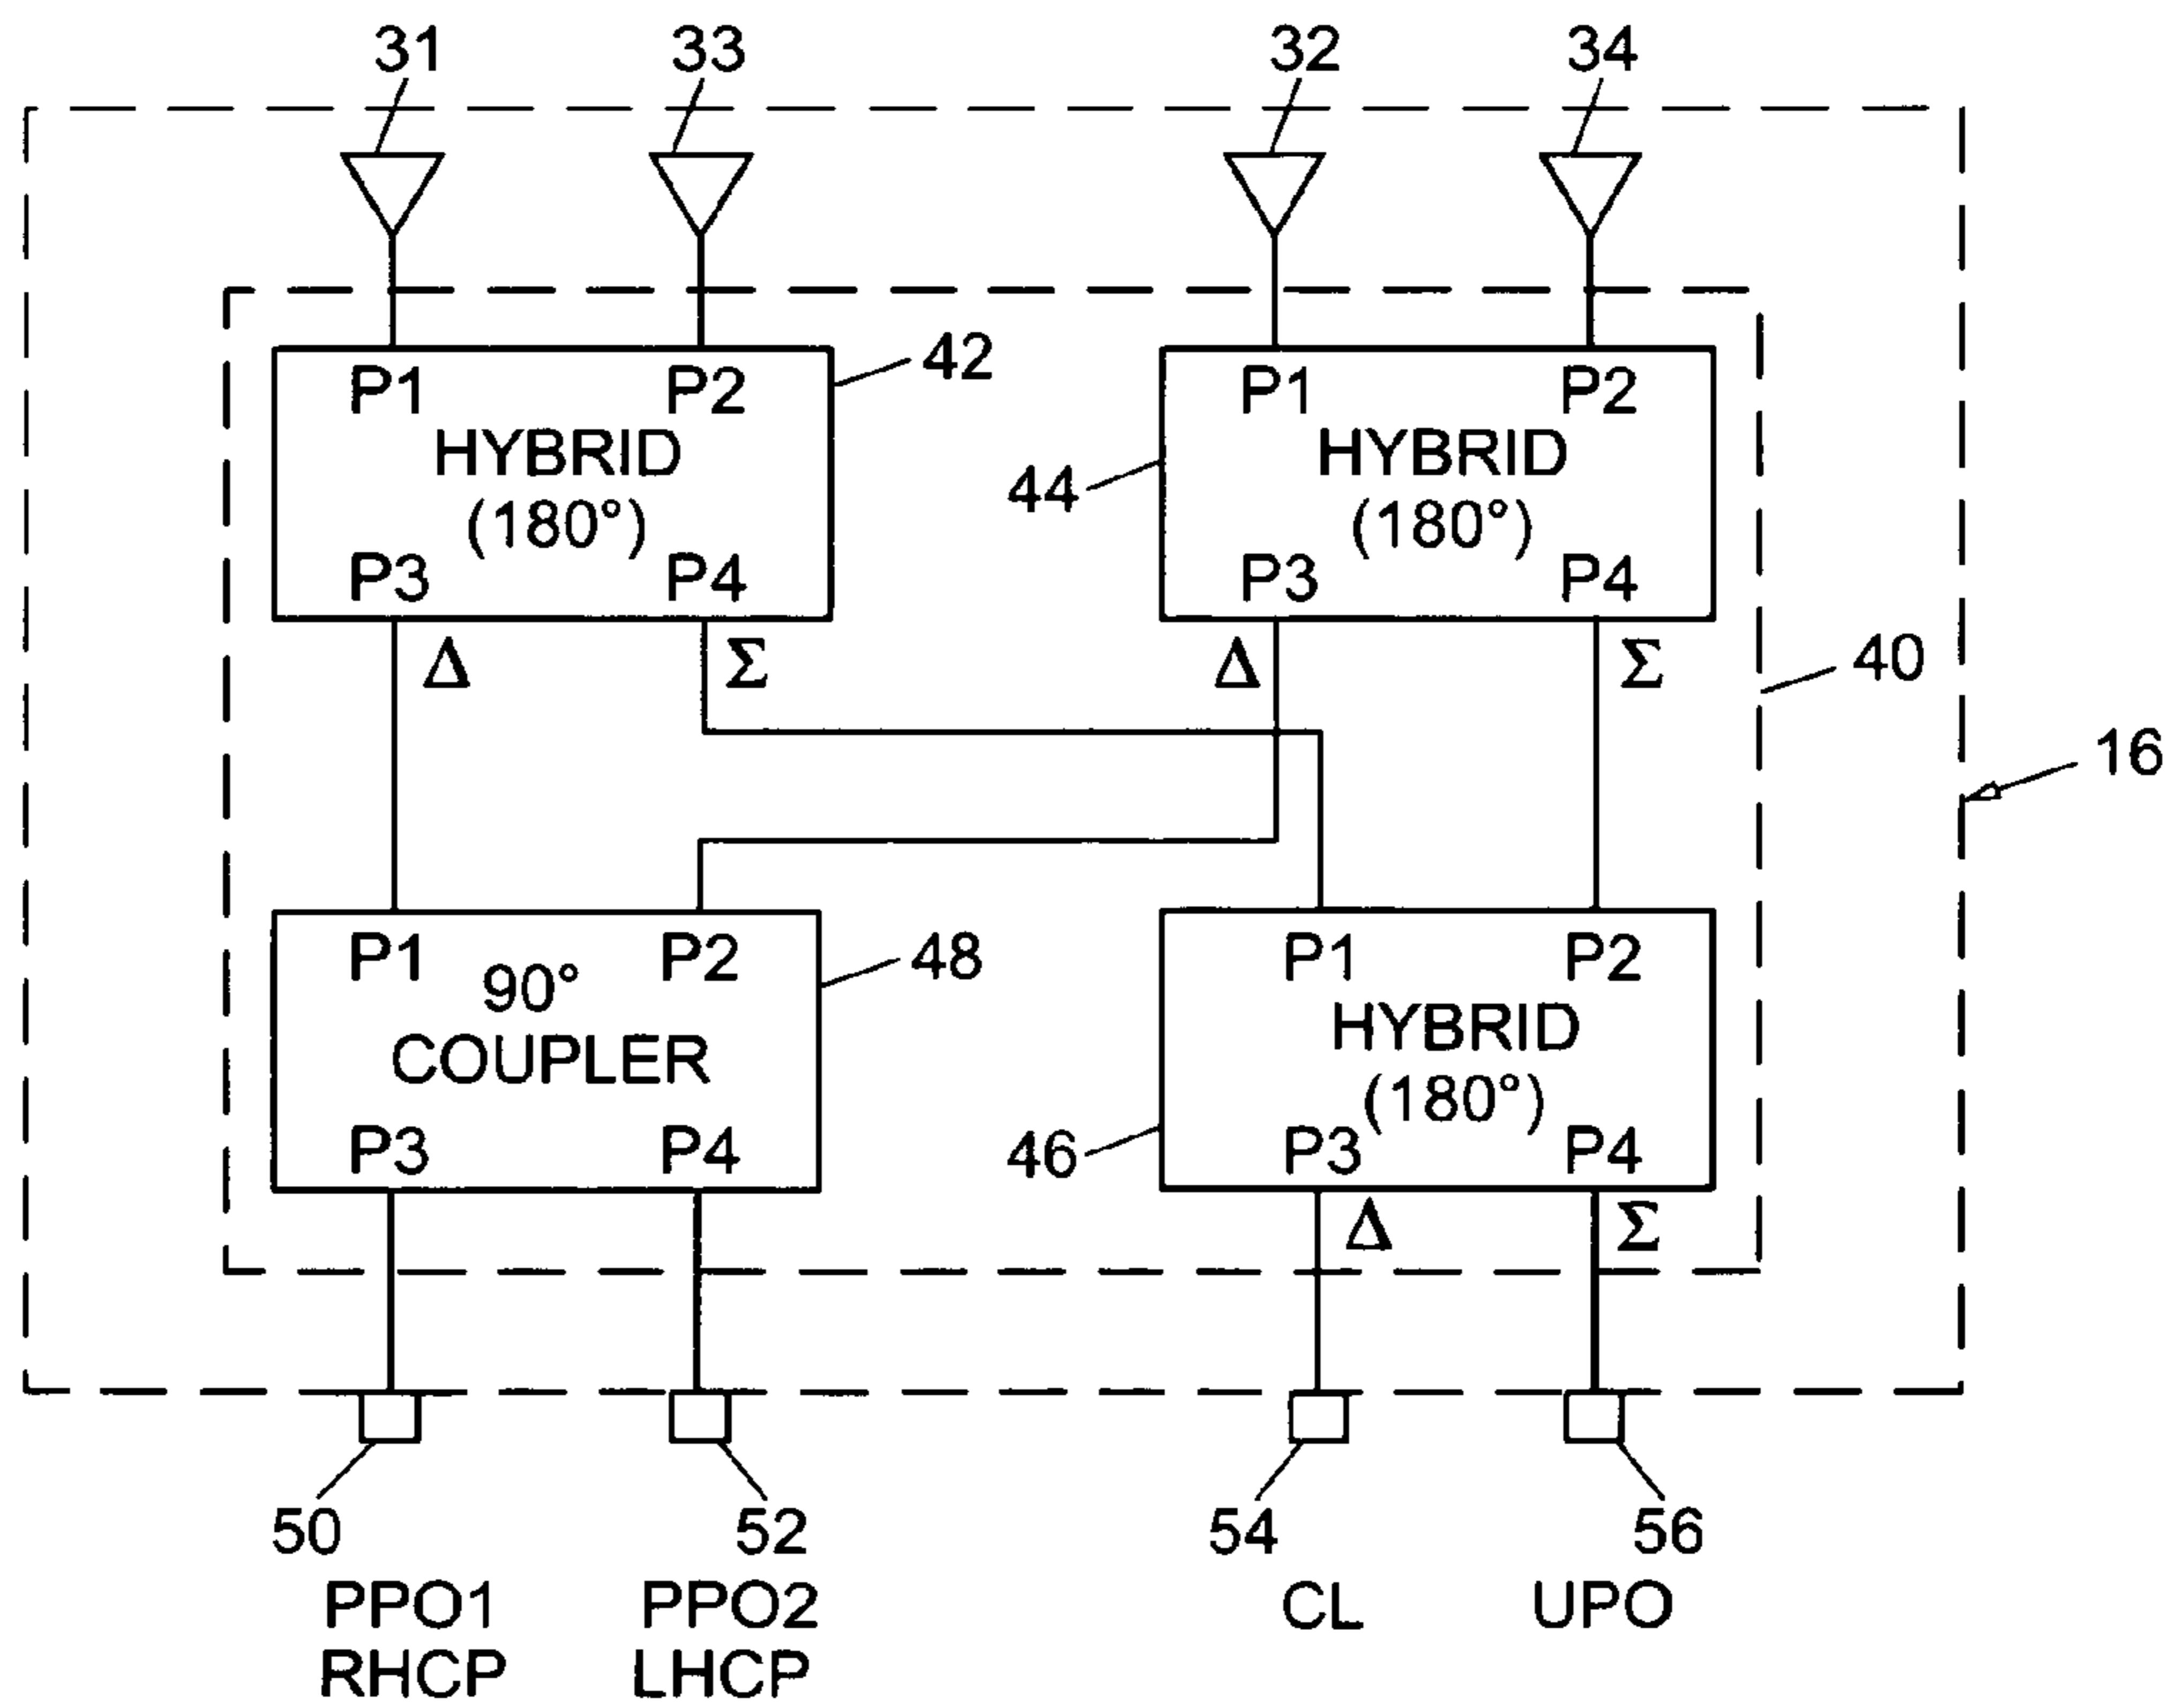 31 33 32 34
P1 P2 42 P1 P2
HYBRID HYBRID
(180°) 44 (180°)
P3 P4 P3 P4
Δ Σ Δ Σ 40
16
P1 P2 48 P1 P2
90° HYBRID
COUPLER (180°)
P3 P4 46 P3 P4
Δ Σ
50 52 54 56
PPO1 PPO2 CL UPO
RHCP LHCP